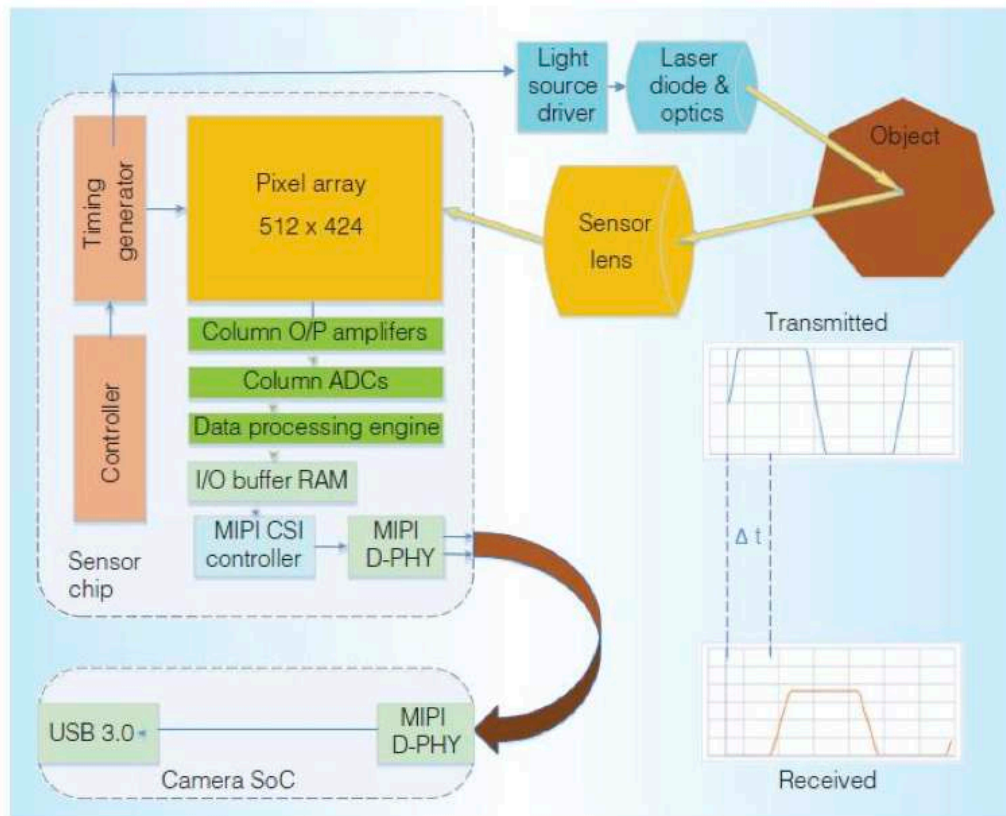 Light
source
driver
Laser
diode &
optics
Object
Timing
generator
Pixel array
512 x 424
Sensor
lens
Controller
Column O/P amplifers
Column ADCs
Data processing engine
I/O buffer RAM
MIPI CSI
controller
MIPI
D-PHY
Sensor
chip
Transmitted
Δ t
Received
USB 3.0
MIPI
D-PHY
Camera SoC